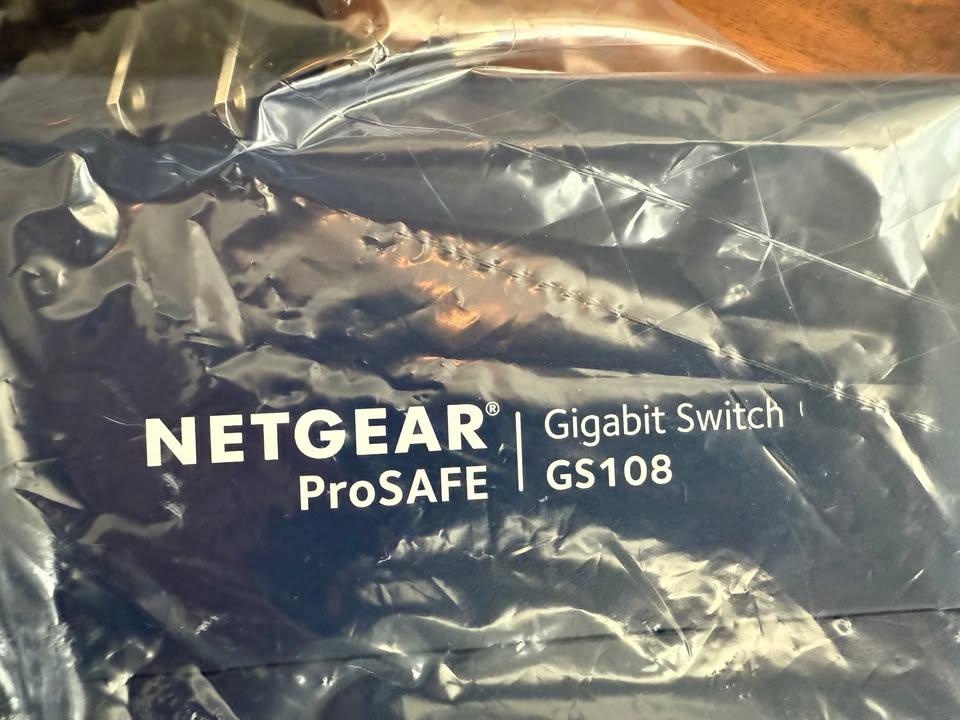 NETGEAR® | Gigabit Switch
ProSAFE | GS108